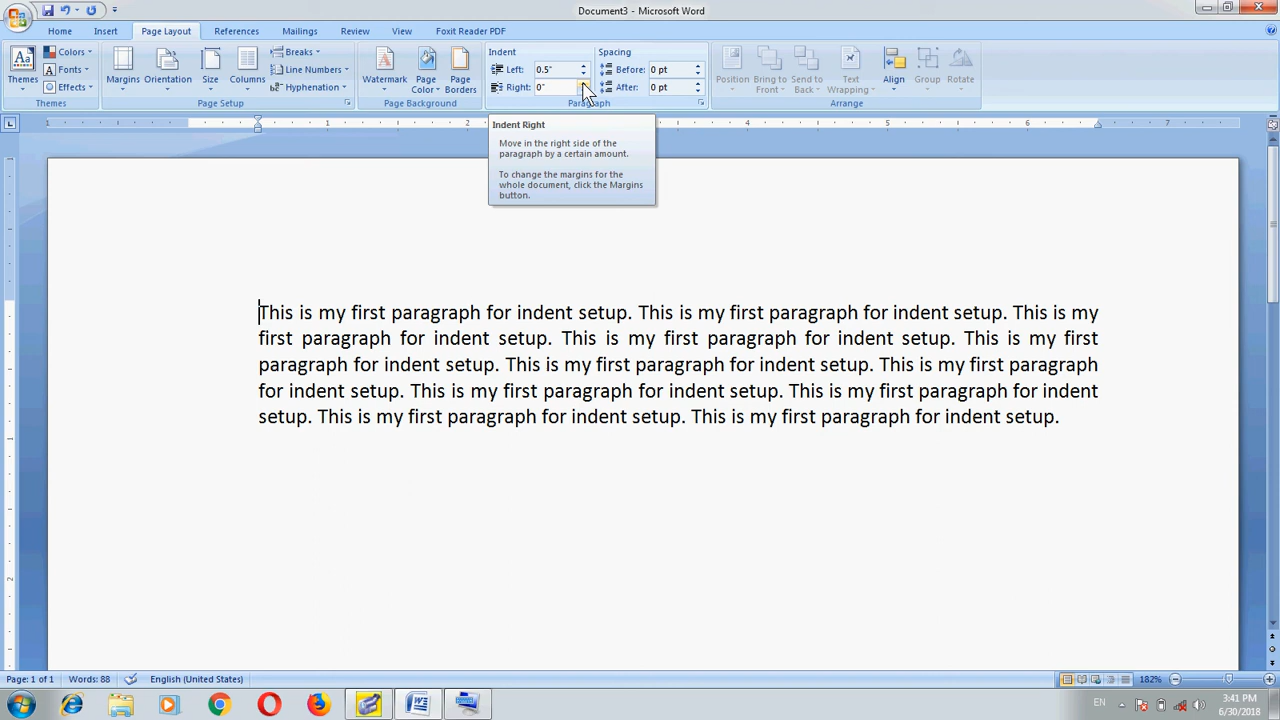 Document3 - Microsoft Word
Home Insert Page Layout References Mailings Review View Foxit Reader PDF
Themes
Colors
Fonts
Effects
Themes
Margins
Orientation
Size
Columns
Breaks
Line Numbers
Hyphenation
Page Setup
Watermark
Page Color
Page Borders
Page Background
Indent
Left: 0.5"
Right: 0"
Spacing
Before: 0 pt
After: 0 pt
Paragraph
Position
Bring to Front
Send to Back
Text Wrapping
Align
Group
Rotate
Arrange
1 1 2 3 4 5 6 7
Indent Right
Move in the right side of the
paragraph by a certain amount.
To change the margins for the
whole document, click the Margins
button.
This is my first paragraph for indent setup. This is my first paragraph for indent setup. This is my
first paragraph for indent setup. This is my first paragraph for indent setup. This is my first
paragraph for indent setup. This is my first paragraph for indent setup. This is my first paragraph
for indent setup. This is my first paragraph for indent setup. This is my first paragraph for indent
setup. This is my first paragraph for indent setup. This is my first paragraph for indent setup.
Page: 1 of 1 Words: 88 English (United States) 182%
EN 3:41 PM
6/30/2018